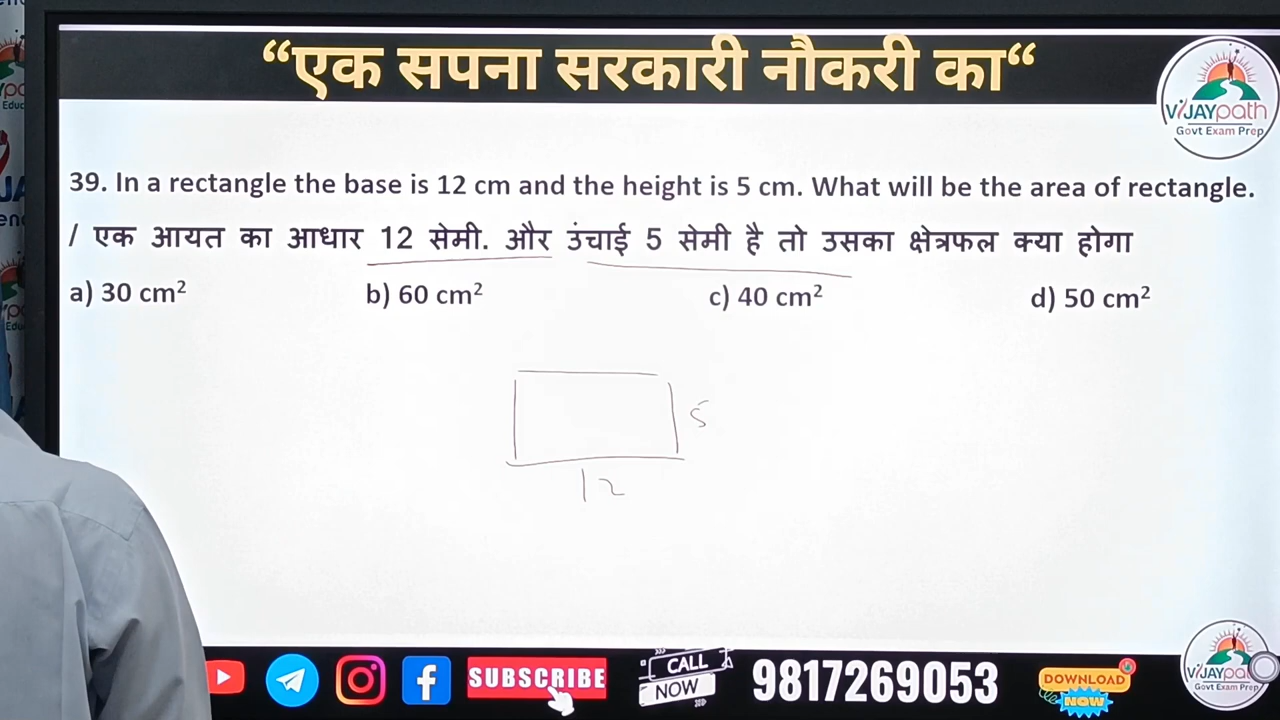 “एक सपना सरकारी नौकरी का“
VIJAYpath
Govt Exam Prep
39. In a rectangle the base is 12 cm and the height is 5 cm. What will be the area of rectangle.
/ एक आयत का आधार 12 सेमी. और उंचाई 5 सेमी है तो उसका क्षेत्रफल क्या होगा
a) 30 cm² b) 60 cm² c) 40 cm² d) 50 cm²
5
12
SUBSCRIBE
CALL
NOW
9817269053
DOWNLOAD
NOW
VIJAYpath
Govt Exam Prep